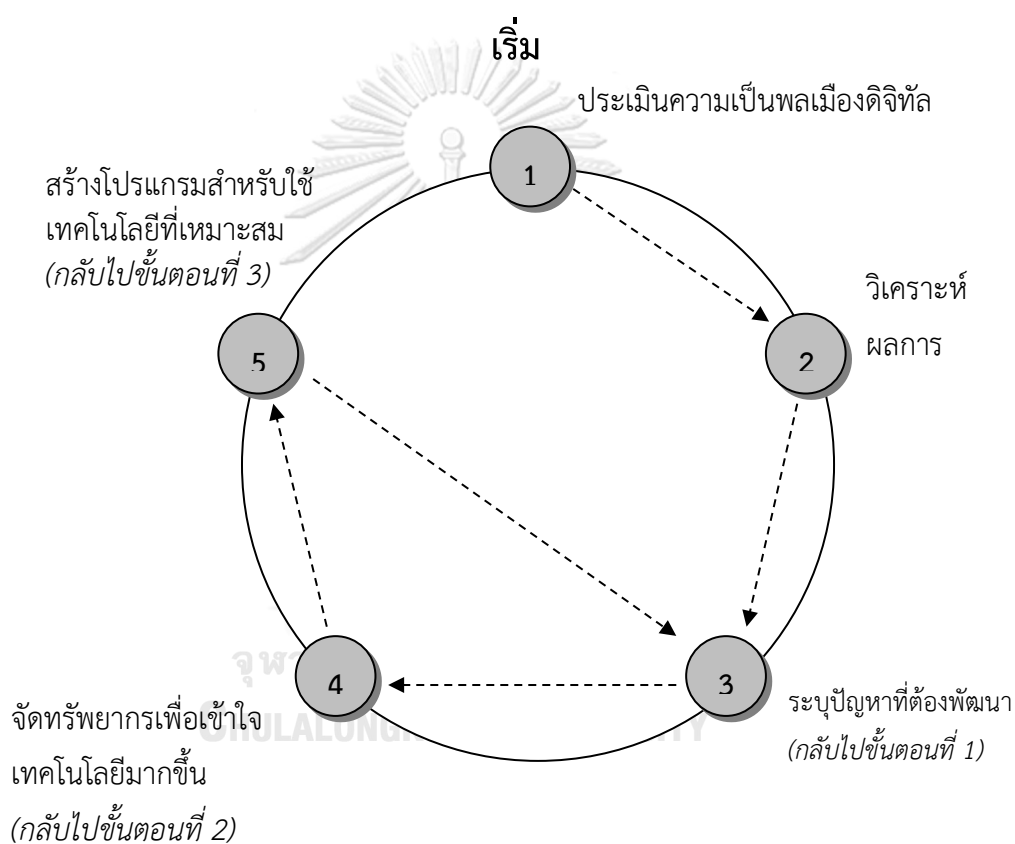 เริ่ม
ประเมินความเป็นพลเมืองดิจิทัล
1
วิเคราะห์
ผลการ
2
3
ระบุปัญหาที่ต้องพัฒนา
(กลับไปขั้นตอนที่ 1)
4
จัดทรัพยากรเพื่อเข้าใจ
เทคโนโลยีมากขึ้น
(กลับไปขั้นตอนที่ 2)
5
สร้างโปรแกรมสำหรับใช้
เทคโนโลยีที่เหมาะสม
(กลับไปขั้นตอนที่ 3)